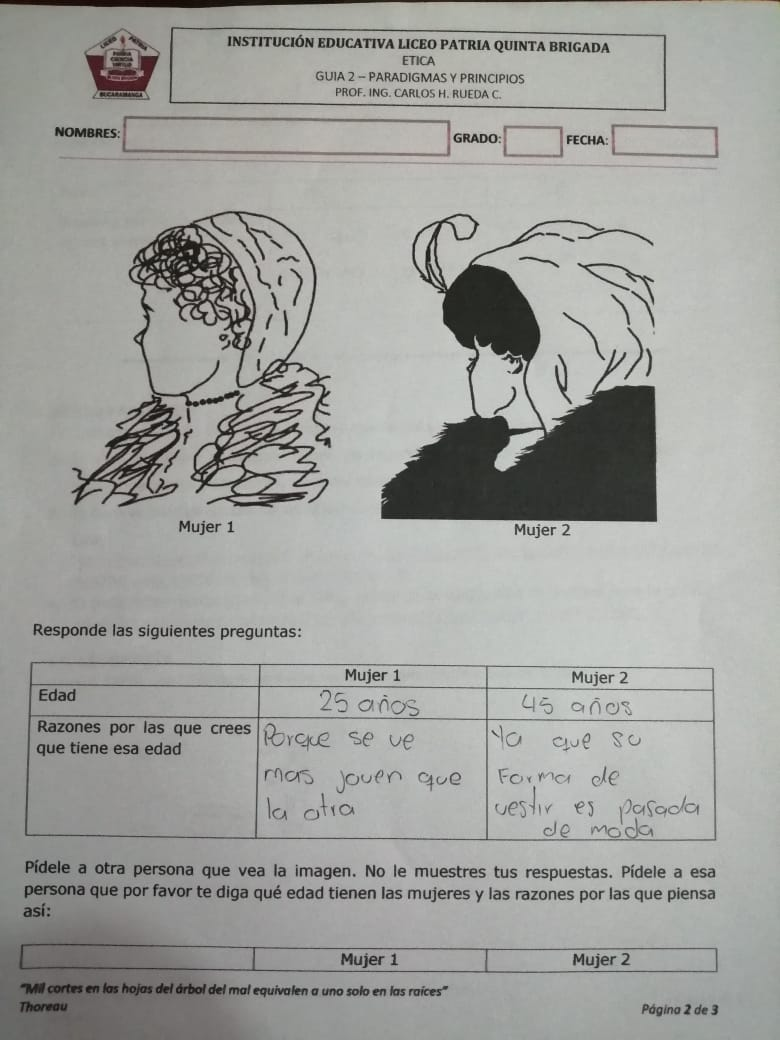 LICEO PATRIA
PATRIA
CIENCIA
VIRTUD
BUCARAMANGA
INSTITUCIÓN EDUCATIVA LICEO PATRIA QUINTA BRIGADA
ETICA
GUIA 2 – PARADIGMAS Y PRINCIPIOS
PROF. ING. CARLOS H. RUEDA C.
NOMBRES: GRADO: FECHA:
Mujer 1 Mujer 2
Responde las siguientes preguntas:
Mujer 1 Mujer 2
Edad 25 años 45 años
Razones por las que crees Porque se ve Ya que su
que tiene esa edad mas joven que Forma de
la otra vestir es pasada
de moda
Pídele a otra persona que vea la imagen. No le muestres tus respuestas. Pídele a esa
persona que por favor te diga qué edad tienen las mujeres y las razones por las que piensa
así:
Mujer 1 Mujer 2
"Mil cortes en las hojas del árbol del mal equivalen a uno solo en las raíces"
Thoreau Página 2 de 3